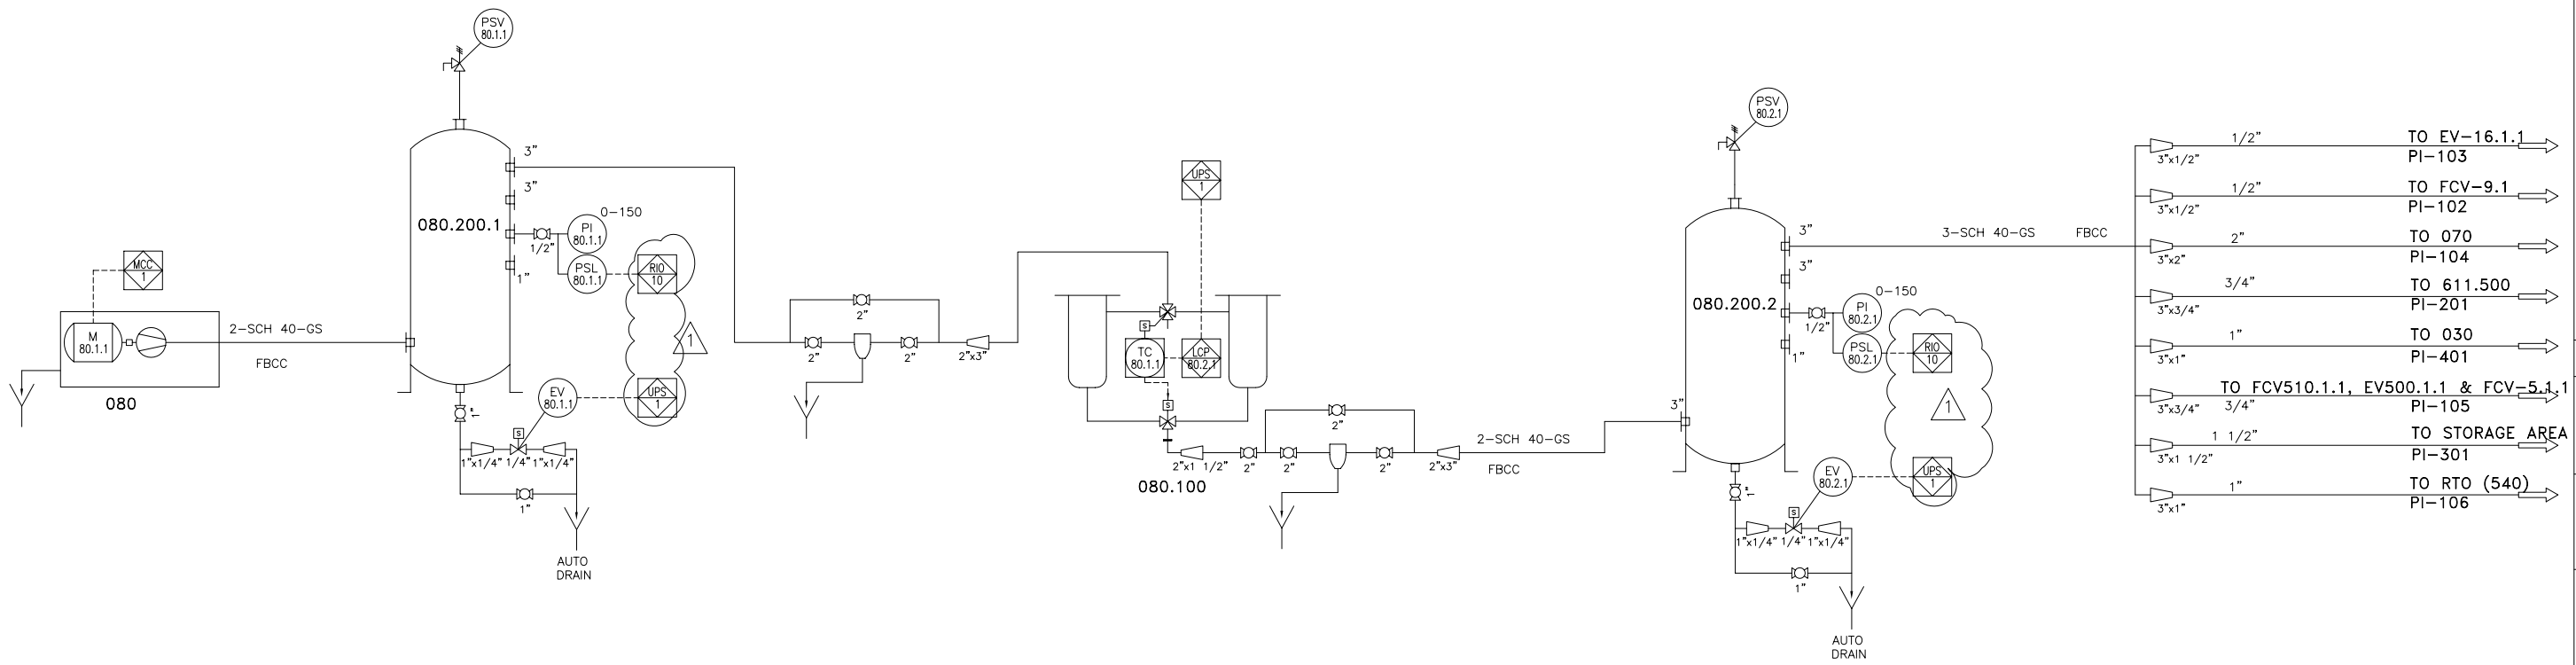 PSV
80.1.1
3"
3"
080.200.1
0-150
PI
80.1.1
1/2"
PSL
80.1.1
1"
RIO
10
1
MCC
1
M
80.1.1
080
2-SCH 40-GS
FBCC
EV
80.1.1
UPS
1
1"
S
1"x1/4"
1/4"
1"x1/4"
1"
AUTO
DRAIN
2"
2"
2"
2"x3"
UPS
1
S
TC
80.1.1
LCP
80.2.1
S
2"x1 1/2"
2"
2"
2"
2"
2"x3"
080.100
2-SCH 40-GS
FBCC
PSV
80.2.1
3"
3"
080.200.2
0-150
PI
80.2.1
1/2"
PSL
80.2.1
1"
RIO
10
1
3"
EV
80.2.1
UPS
1
1"
S
1"x1/4"
1/4"
1"x1/4"
1"
AUTO
DRAIN
3-SCH 40-GS
FBCC
3"x1/2"
1/2"
TO EV-16.1.1
PI-103
3"x1/2"
1/2"
TO FCV-9.1
PI-102
3"x2"
2"
TO 070
PI-104
3"x3/4"
3/4"
TO 611.500
PI-201
3"x1"
1"
TO 030
PI-401
TO FCV510.1.1, EV500.1.1 & FCV-5.1.1
3"x3/4"
3/4"
PI-105
3"x1 1/2"
1 1/2"
TO STORAGE AREA
PI-301
3"x1"
1"
TO RTO (540)
PI-106